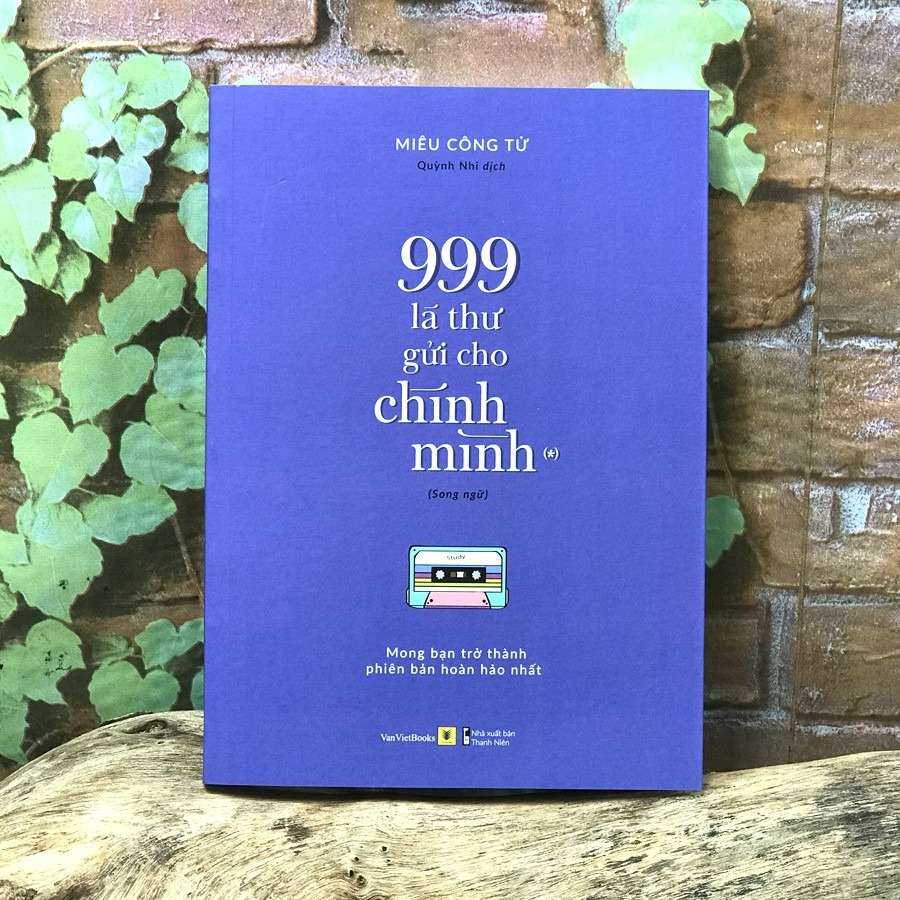 MIÊU CÔNG TỬ
Quỳnh Nhi dịch
999
lá thư
gửi cho
chính
mình (*)
(Song ngữ)
Study
Mong bạn trở thành
phiên bản hoàn hảo nhất
VanVietBooks
Nhà xuất bản
Thanh Niên